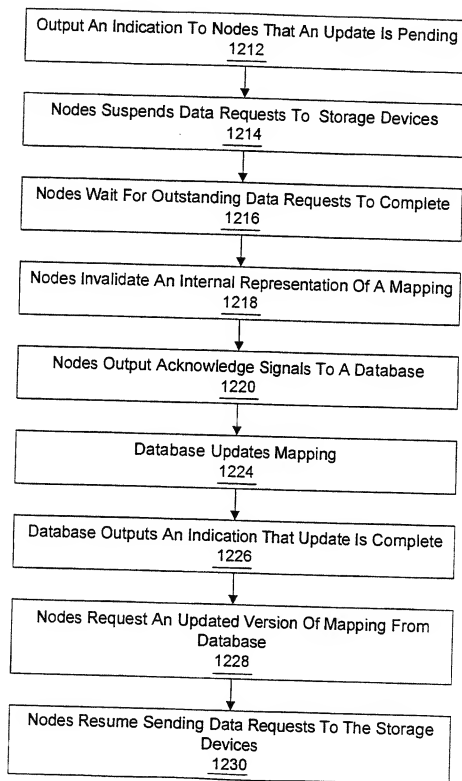 Output An Indication To Nodes That An Update Is Pending
1212
Nodes Suspends Data Requests To Storage Devices
1214
Nodes Wait For Outstanding Data Requests To Complete
1216
Nodes Invalidate An Internal Representation Of A Mapping
1218
Nodes Output Acknowledge Signals To A Database
1220
Database Updates Mapping
1224
Database Outputs An Indication That Update Is Complete
1226
Nodes Request An Updated Version Of Mapping From
Database
1228
Nodes Resume Sending Data Requests To The Storage
Devices
1230